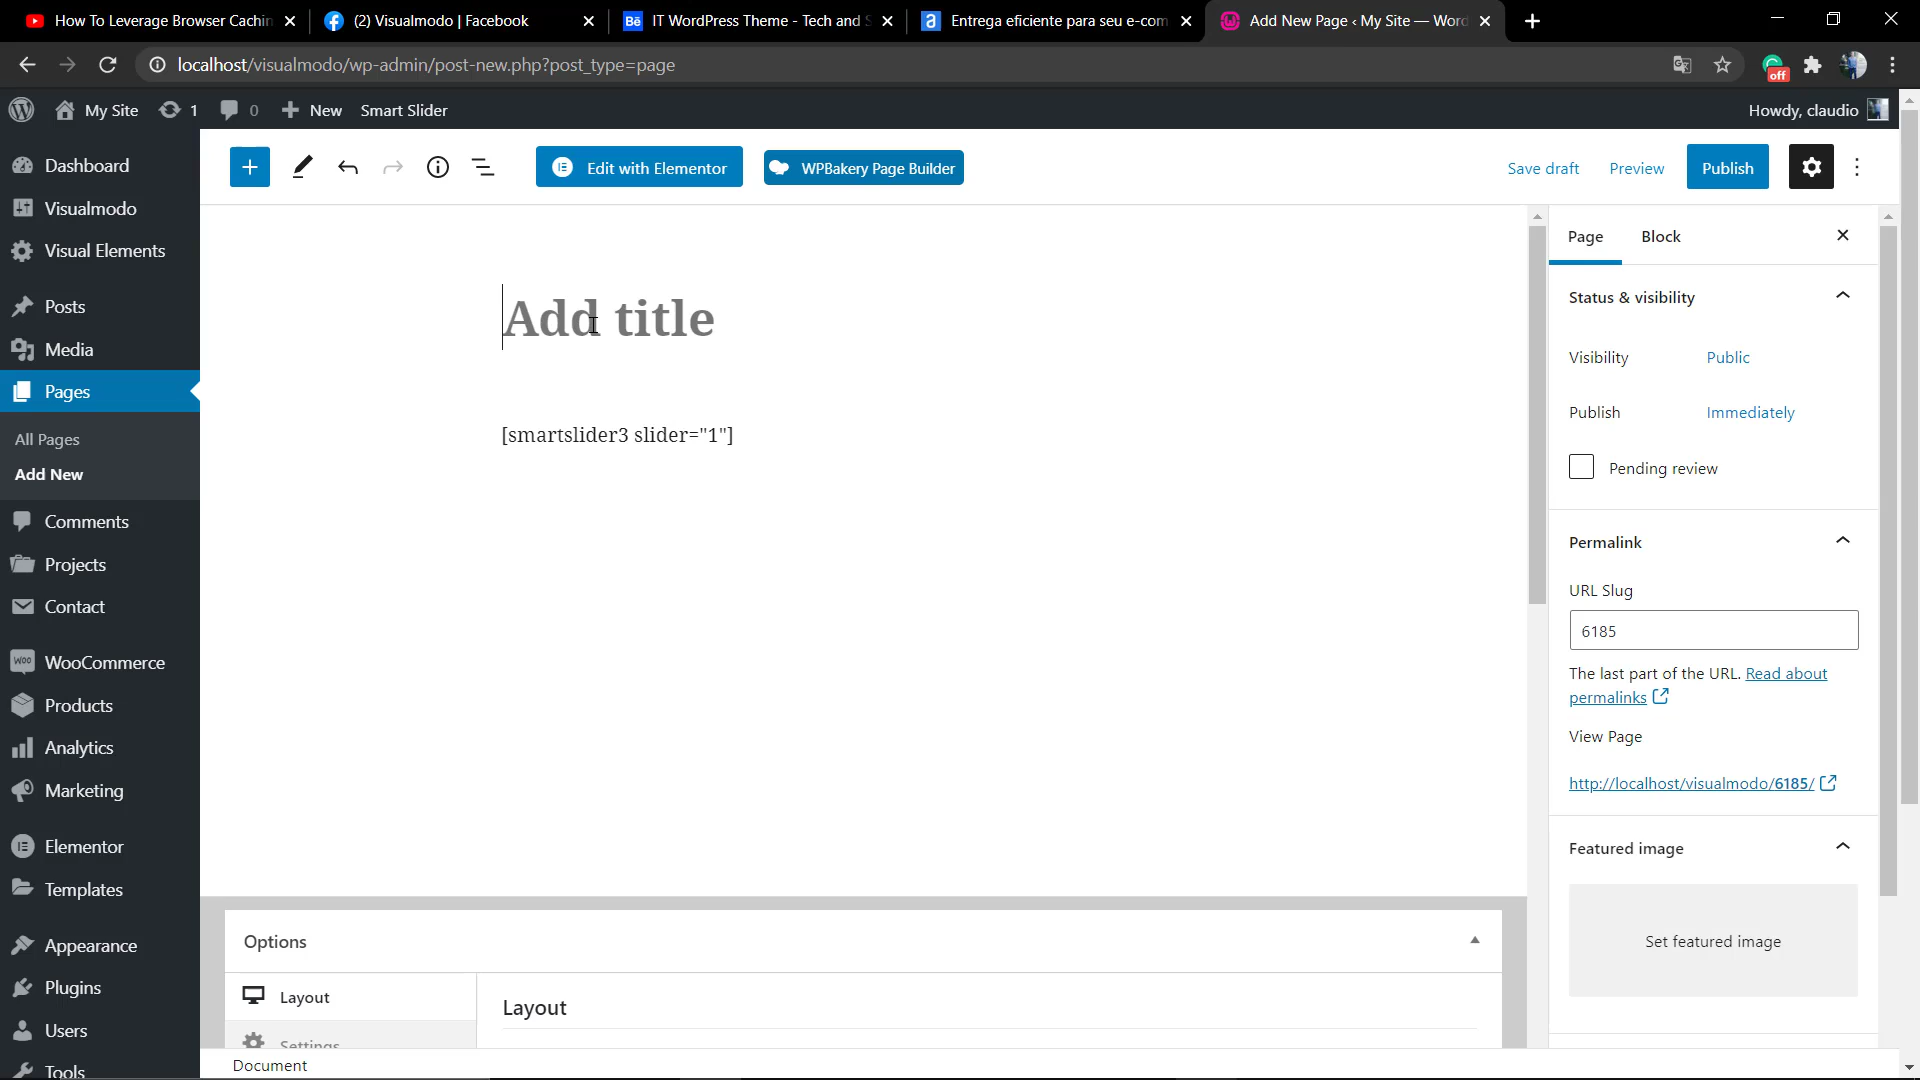 How To Leverage Browser Cachin
(2) Visualmodo | Facebook
Bē IT WordPress Theme - Tech and S
a Entrega eficiente para seu e-com
Add New Page ‹ My Site — Word
localhost/visualmodo/wp-admin/post-new.php?post_type=page
off
My Site 1 0 New Smart Slider
Howdy, claudio
Dashboard
Visualmodo
Visual Elements
Posts
Media
Pages
All Pages
Add New
Comments
Projects
Contact
Woo WooCommerce
Products
Analytics
Marketing
Elementor
Templates
Appearance
Plugins
Users
Tools
Edit with Elementor
WPBakery Page Builder
Save draft
Preview
Publish
Add title
[smartslider3 slider="1"]
Options
Layout
Settings
Layout
Document
Page Block
Status & visibility
Visibility Public
Publish Immediately
Pending review
Permalink
URL Slug
6185
The last part of the URL. Read about
permalinks
View Page
http://localhost/visualmodo/6185/
Featured image
Set featured image